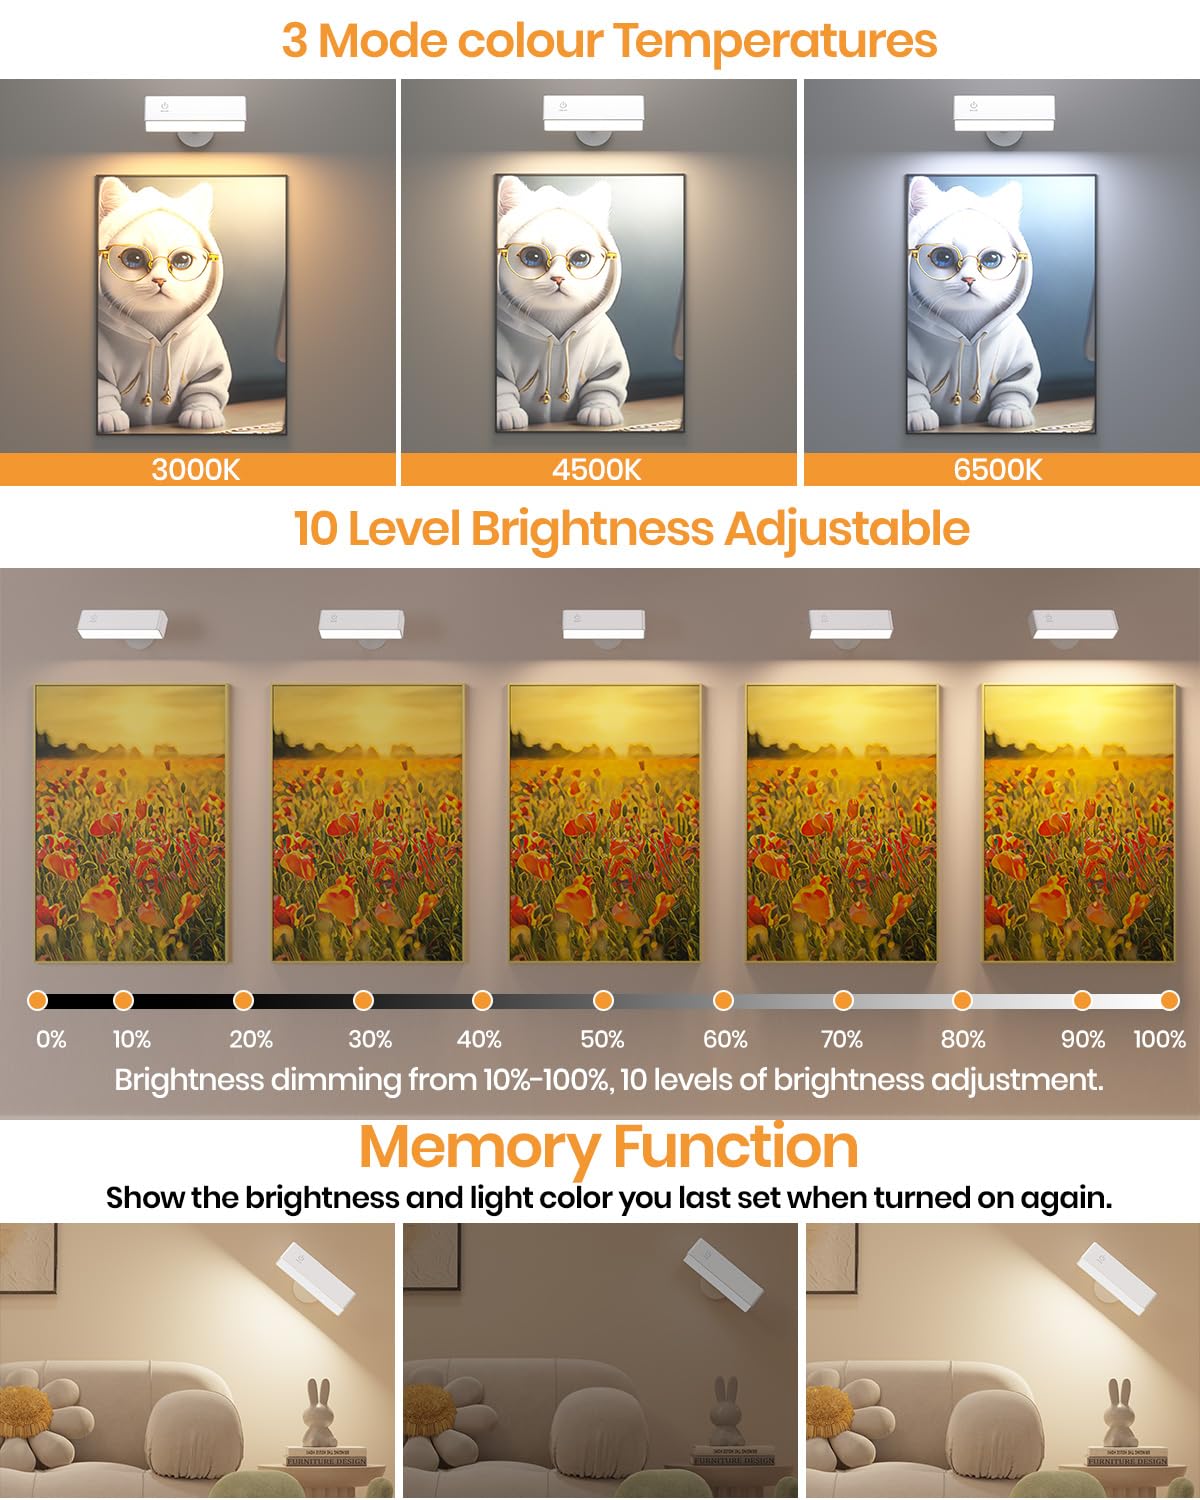 3 Mode colour Temperatures
3000K
4500K
6500K
10 Level Brightness Adjustable
0% 10% 20% 30% 40% 50% 60% 70% 80% 90% 100%
Brightness dimming from 10%-100%, 10 levels of brightness adjustment.
Memory Function
Show the brightness and light color you last set when turned on again.
FURNITURE DESIGN
FURNITURE DESIGN
FURNITURE DESIGN